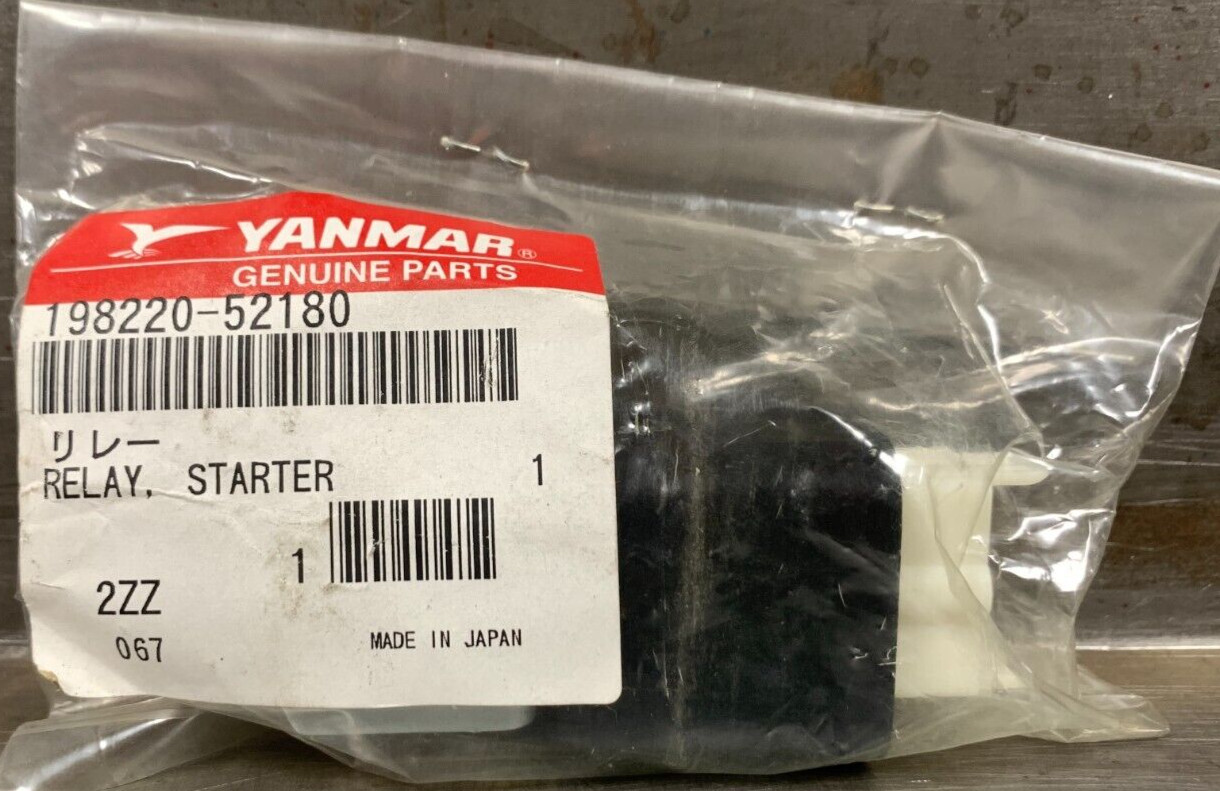 YANMAR®
GENUINE PARTS
198220-52180
リレー
RELAY, STARTER 1
1
2ZZ
067 MADE IN JAPAN